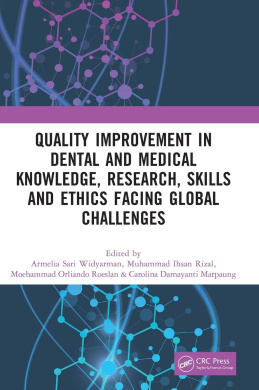 QUALITY IMPROVEMENT IN
DENTAL AND MEDICAL
KNOWLEDGE, RESEARCH, SKILLS
AND ETHICS FACING GLOBAL
CHALLENGES
Edited by
Armelia Sari Widyarman, Muhammad Ihsan Rizal,
Moehammad Orliando Roeslan & Carolina Damayanti Marpaung
CRC Press
Taylor & Francis Group